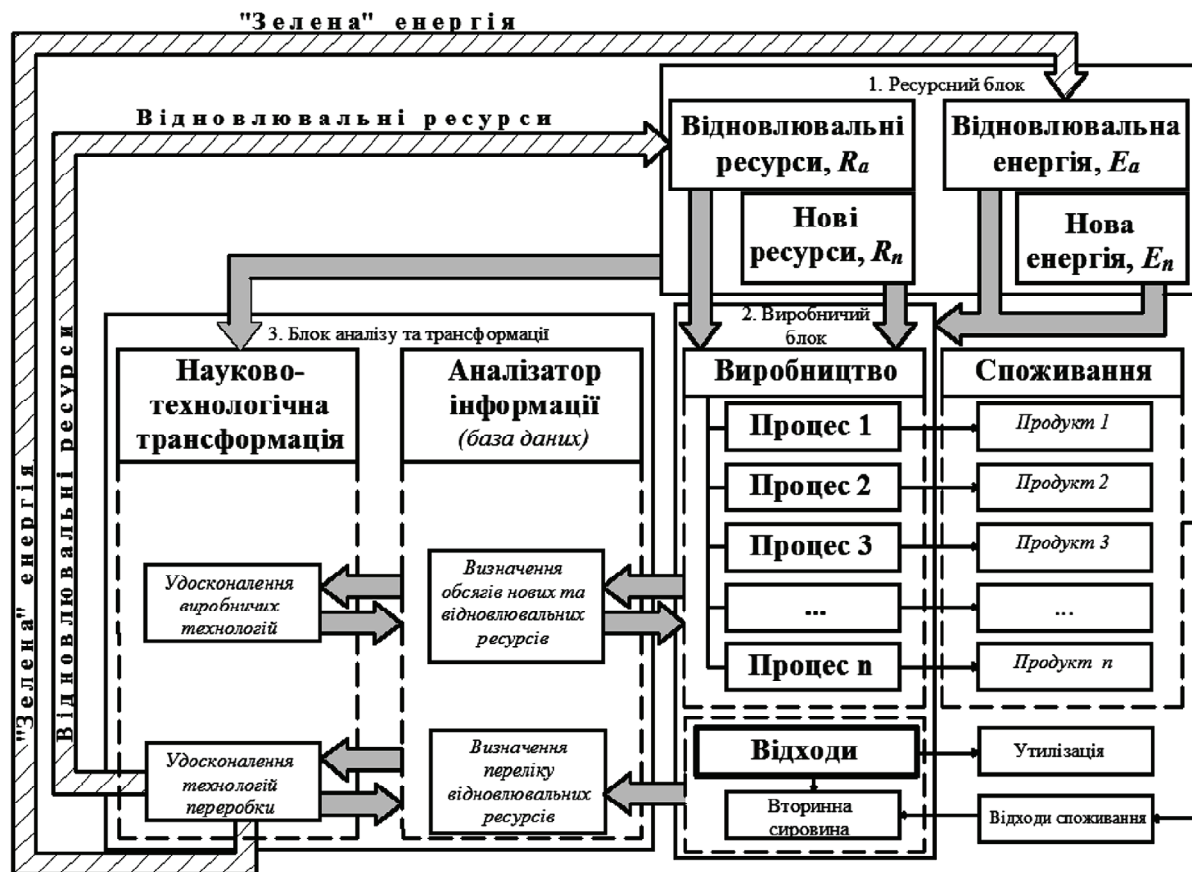 "Зелена" енергія
1. Ресурсний блок
Відновлювальні ресурси
Відновлювальні
ресурси, Rₐ
Відновлювальна
енергія, Eₐ
Нові
ресурси, Rₙ
Нова
енергія, Eₙ
"Зелена" енергія
Відновлювальні ресурси
3. Блок аналізу та трансформації
Науково-
технологічна
трансформація
Аналізатор
інформації
(база даних)
Удосконалення
виробничих
технологій
Визначення
обсягів нових та
відновлювальних
ресурсів
Удосконалення
технологій
переробки
Визначення
переліку
відновлювальних
ресурсів
2. Виробничий
блок
Виробництво
Процес 1
Процес 2
Процес 3
...
Процес n
Споживання
Продукт 1
Продукт 2
Продукт 3
...
Продукт n
Відходи
Утилізація
Вторинна
сировина
Відходи споживання